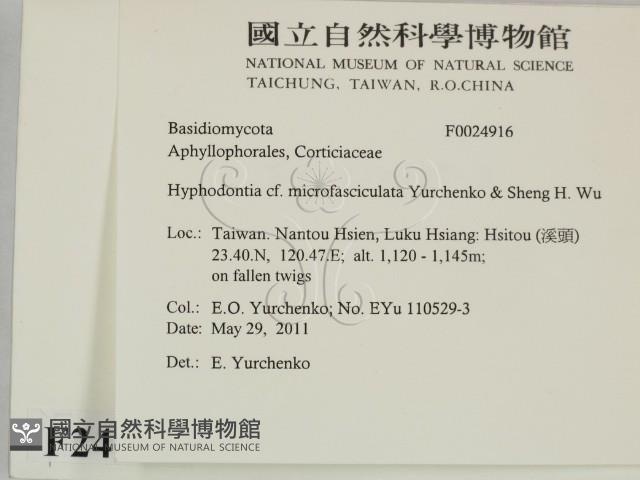 國立自然科學博物館
NATIONAL MUSEUM OF NATURAL SCIENCE
TAICHUNG, TAIWAN, R.O.CHINA
Basidiomycota F0024916
Aphyllophorales, Corticiaceae
Hyphodontia cf. microfasciculata Yurchenko & Sheng H. Wu
Loc.: Taiwan. Nantou Hsien, Luku Hsiang: Hsitou (溪頭)
23.40.N, 120.47.E; alt. 1,120 - 1,145m;
on fallen twigs
Col.: E.O. Yurchenko; No. EYu 110529-3
Date: May 29, 2011
Det.: E. Yurchenko
國立自然科學博物館
NATIONAL MUSEUM OF NATURAL SCIENCE
F24